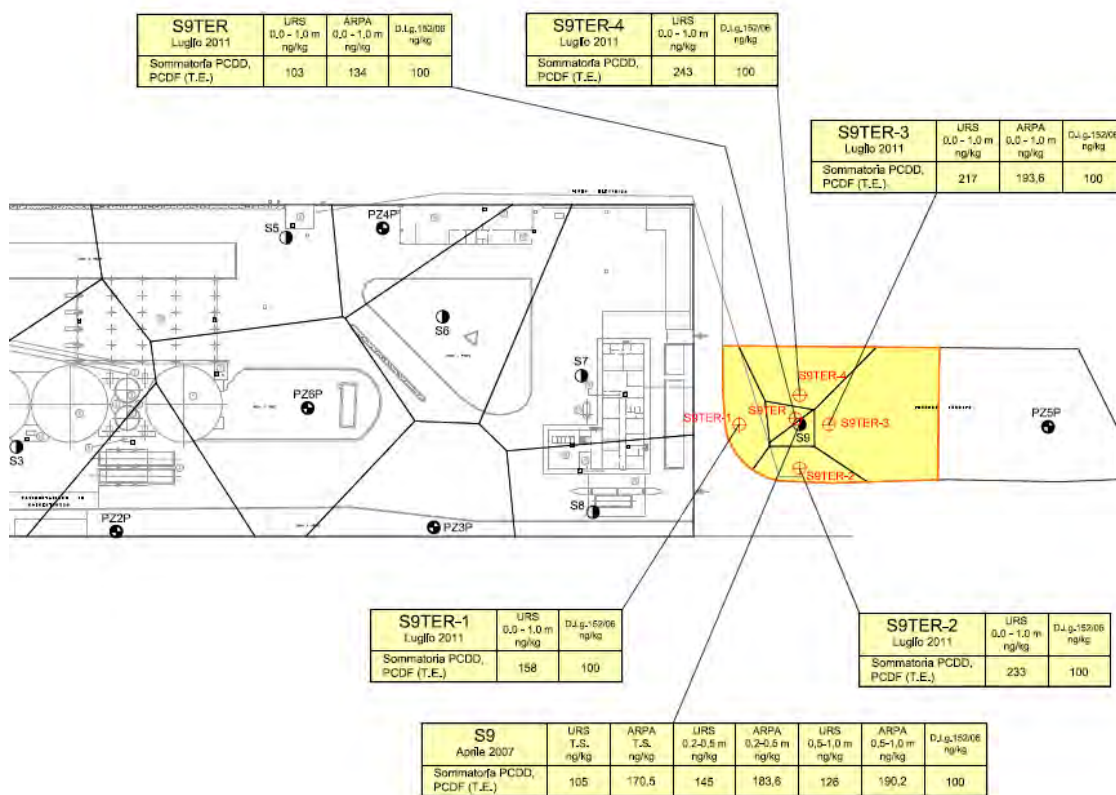 S9TER
Luglio 2011
URS
0.0 - 1.0 m
ng/kg
ARPA
0.0 - 1.0 m
ng/kg
D.Lg.152/06
ng/kg
Sommatoria PCDD,
PCDF (T.E.)
103
134
100
S9TER-4
Luglio 2011
URS
0.0 - 1.0 m
ng/kg
D.Lg.152/06
ng/kg
Sommatoria PCDD,
PCDF (T.E.)
243
100
S9TER-3
Luglio 2011
URS
0.0 - 1.0 m
ng/kg
ARPA
0.0 - 1.0 m
ng/kg
D.Lg.152/06
ng/kg
Sommatoria PCDD,
PCDF (T.E.)
217
193,6
100
S5
PZ4P
S6
S7
PZ6P
S3
PZ2P
PZ3P
S8
S9TER-4
S9TER-1
S9TER
S9TER-3
S9
S9TER-2
PZ5P
S9TER-1
Luglio 2011
URS
0.0 - 1.0 m
ng/kg
D.Lg.152/06
ng/kg
Sommatoria PCDD,
PCDF (T.E.)
158
100
S9TER-2
Luglio 2011
URS
0.0 - 1.0 m
ng/kg
D.Lg.152/06
ng/kg
Sommatoria PCDD,
PCDF (T.E.)
233
100
S9
Aprile 2007
URS
T.S.
ng/kg
ARPA
T.S.
ng/kg
URS
0,2-0,5 m
ng/kg
ARPA
0,2-0,5 m
ng/kg
URS
0,5-1,0 m
ng/kg
ARPA
0,5-1,0 m
ng/kg
D.Lg.152/06
ng/kg
Sommatoria PCDD,
PCDF (T.E.)
105
170,5
145
183,6
126
190,2
100